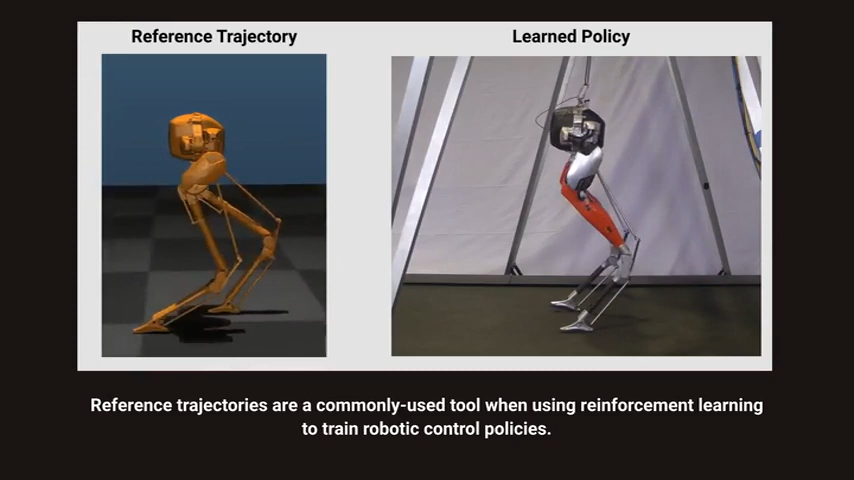 Reference Trajectory
Learned Policy
Reference trajectories are a commonly-used tool when using reinforcement learning
to train robotic control policies.